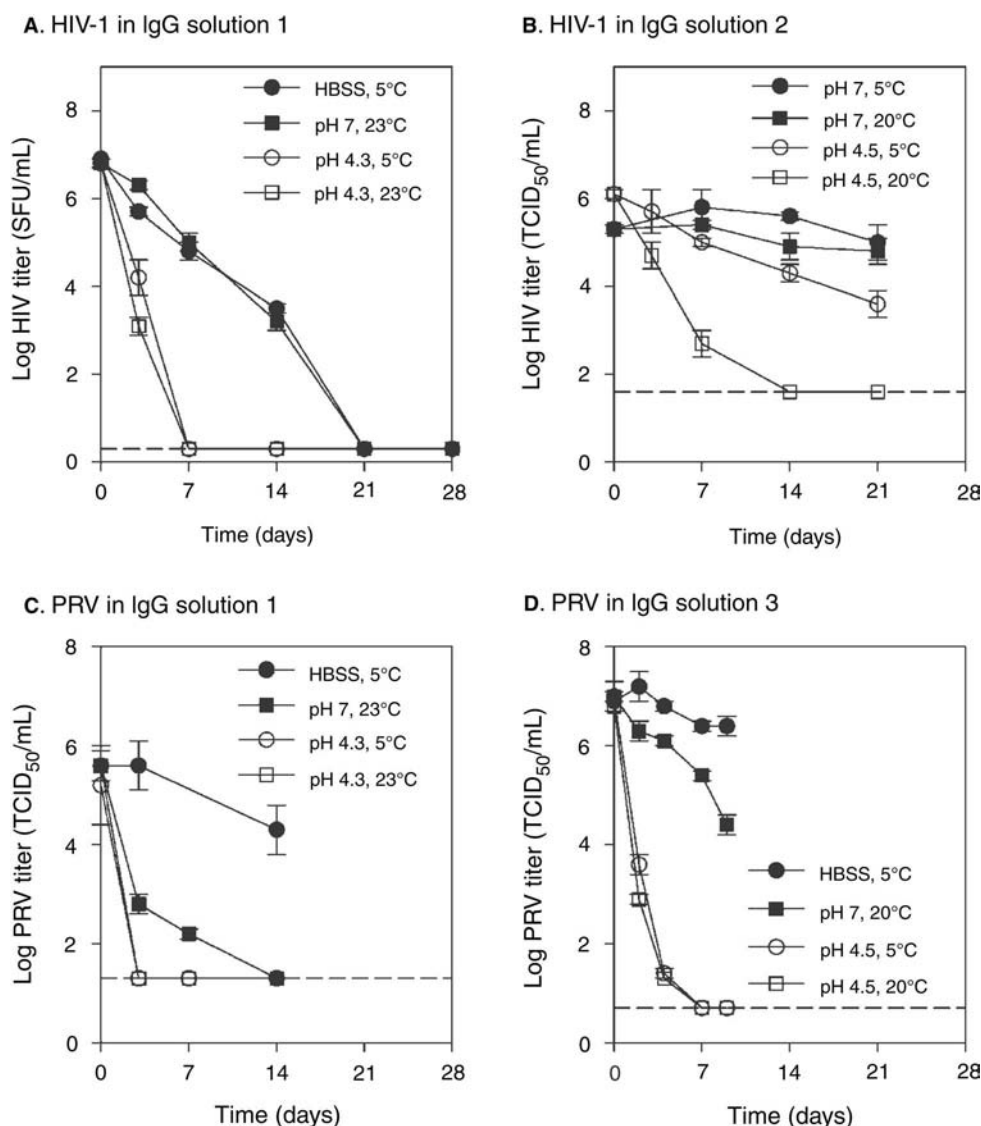 A. HIV-1 in IgG solution 1
Log HIV titer (SFU/mL)
8
6
4
2
0
HBSS, 5°C
pH 7, 23°C
pH 4.3, 5°C
pH 4.3, 23°C
0 7 14 21 28
Time (days)
B. HIV-1 in IgG solution 2
Log HIV titer (TCID50/mL)
8
6
4
2
0
pH 7, 5°C
pH 7, 20°C
pH 4.5, 5°C
pH 4.5, 20°C
0 7 14 21 28
Time (days)
C. PRV in IgG solution 1
Log PRV titer (TCID50/mL)
8
6
4
2
0
HBSS, 5°C
pH 7, 23°C
pH 4.3, 5°C
pH 4.3, 23°C
0 7 14 21 28
Time (days)
D. PRV in IgG solution 3
Log PRV titer (TCID50/mL)
8
6
4
2
0
HBSS, 5°C
pH 7, 20°C
pH 4.5, 5°C
pH 4.5, 20°C
0 7 14 21 28
Time (days)